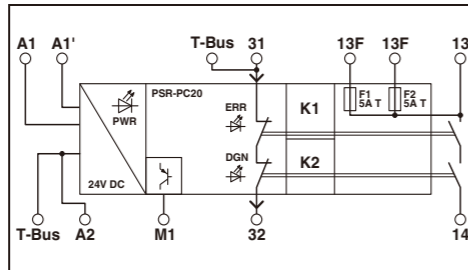 A1 A1' T-Bus 31 13F 13F 13
PSR-PC20
PWR
ERR
K1
F1
5A T
F2
5A T
DGN
K2
24V DC
T-Bus A2 M1 32 14